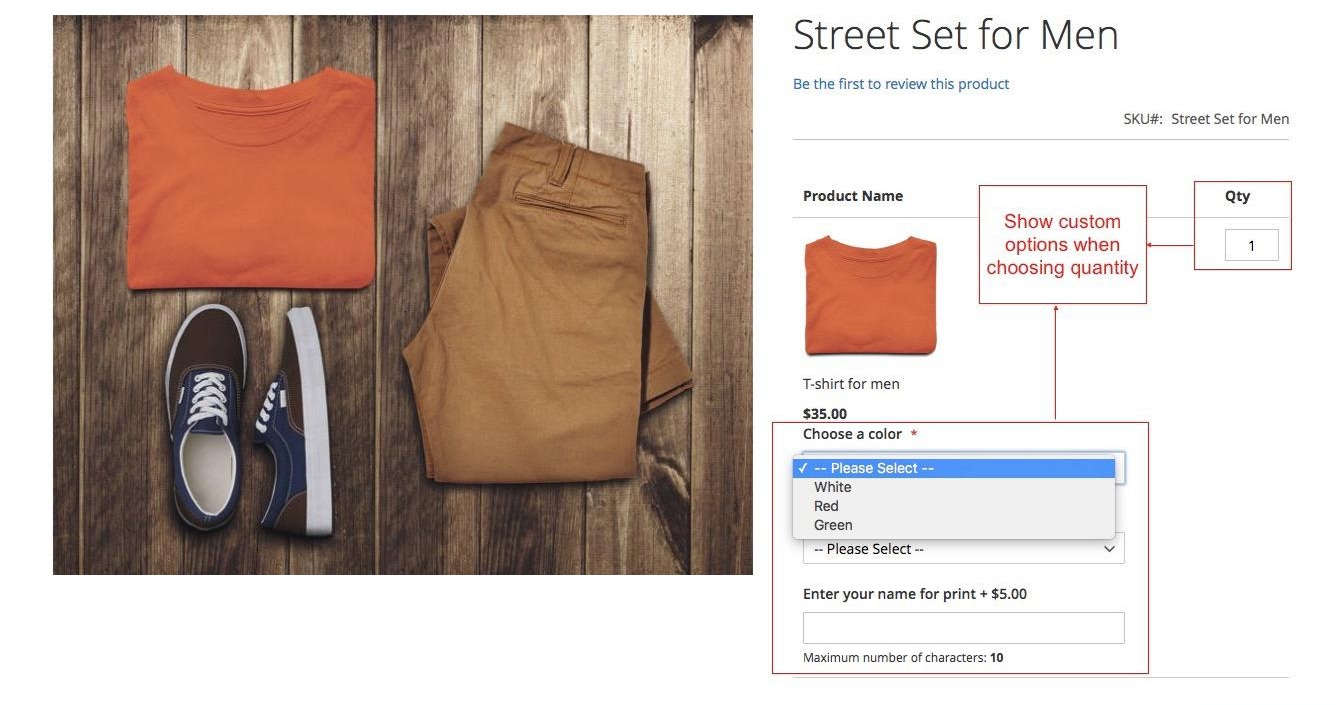 Street Set for Men
Be the first to review this product
SKU#: Street Set for Men
Product Name
Qty
Show custom
options when
choosing quantity
1
T-shirt for men
$35.00
Choose a color *
✓ -- Please Select --
White
Red
Green
-- Please Select --
Enter your name for print + $5.00
Maximum number of characters: 10